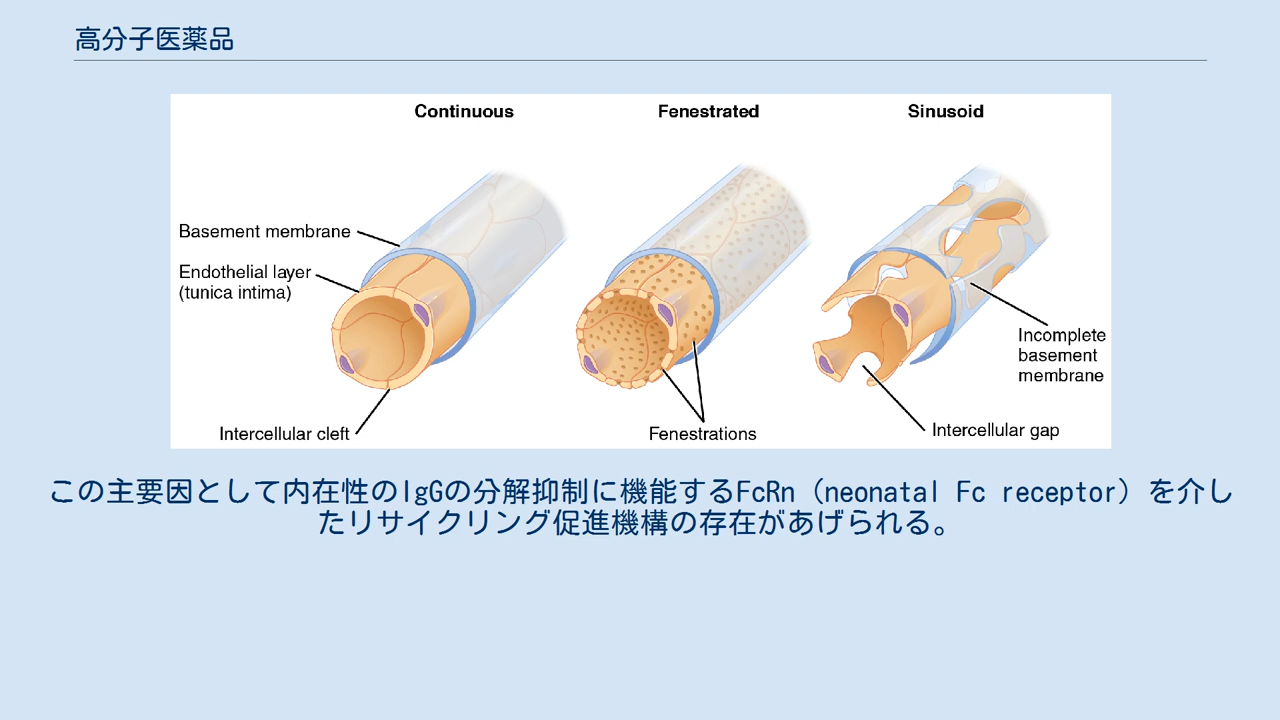 高分子医薬品
Continuous
Fenestrated
Sinusoid
Basement membrane
Endothelial layer
(tunica intima)
Intercellular cleft
Fenestrations
Incomplete
basement
membrane
Intercellular gap
この主要因として内在性のIgGの分解抑制に機能するFcRn（neonatal Fc receptor）を介し
たリサイクリング促進機構の存在があげられる。